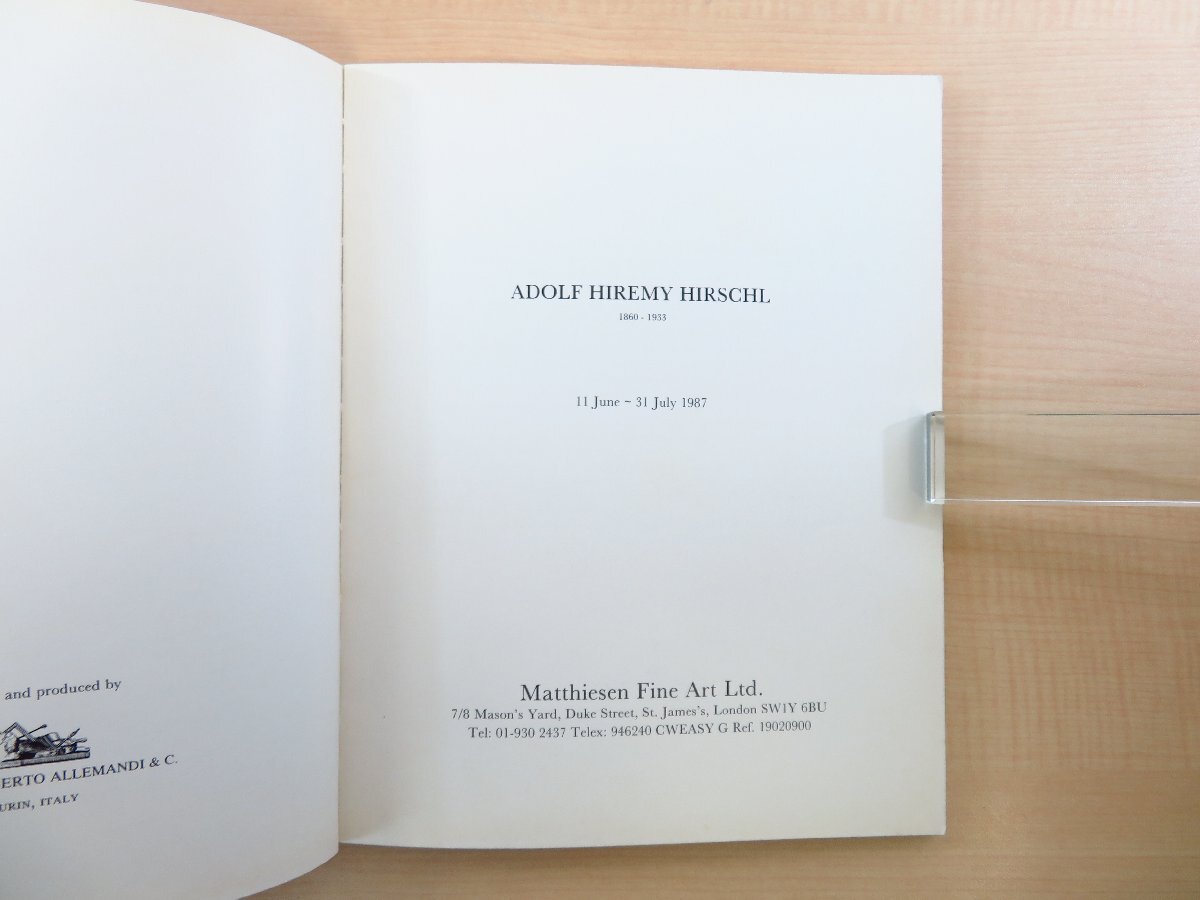 and produced by
ALLEMANDI & C.
ITALY
ADOLF HIREMY HIRSCHL
1860 - 1933
11 June ~ 31 July 1987
Matthiesen Fine Art Ltd.
7/8 Mason's Yard, Duke Street, St. James's, London SW1Y 6BU
Tel: 01-930 2437 Telex: 946240 CWEASY G Ref. 19020900